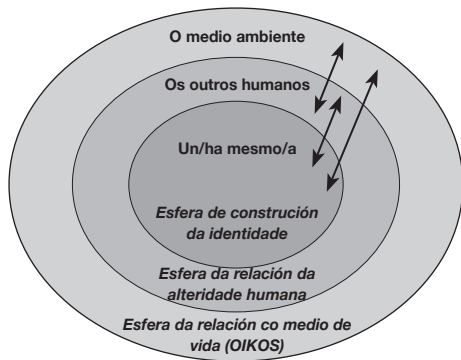 O medio ambiente
Os outros humanos
Un/ha mesmo/a
Esfera de construción
da identidade
Esfera da relación da
alteridade humana
Esfera da relación co medio de
vida (OIKOS)